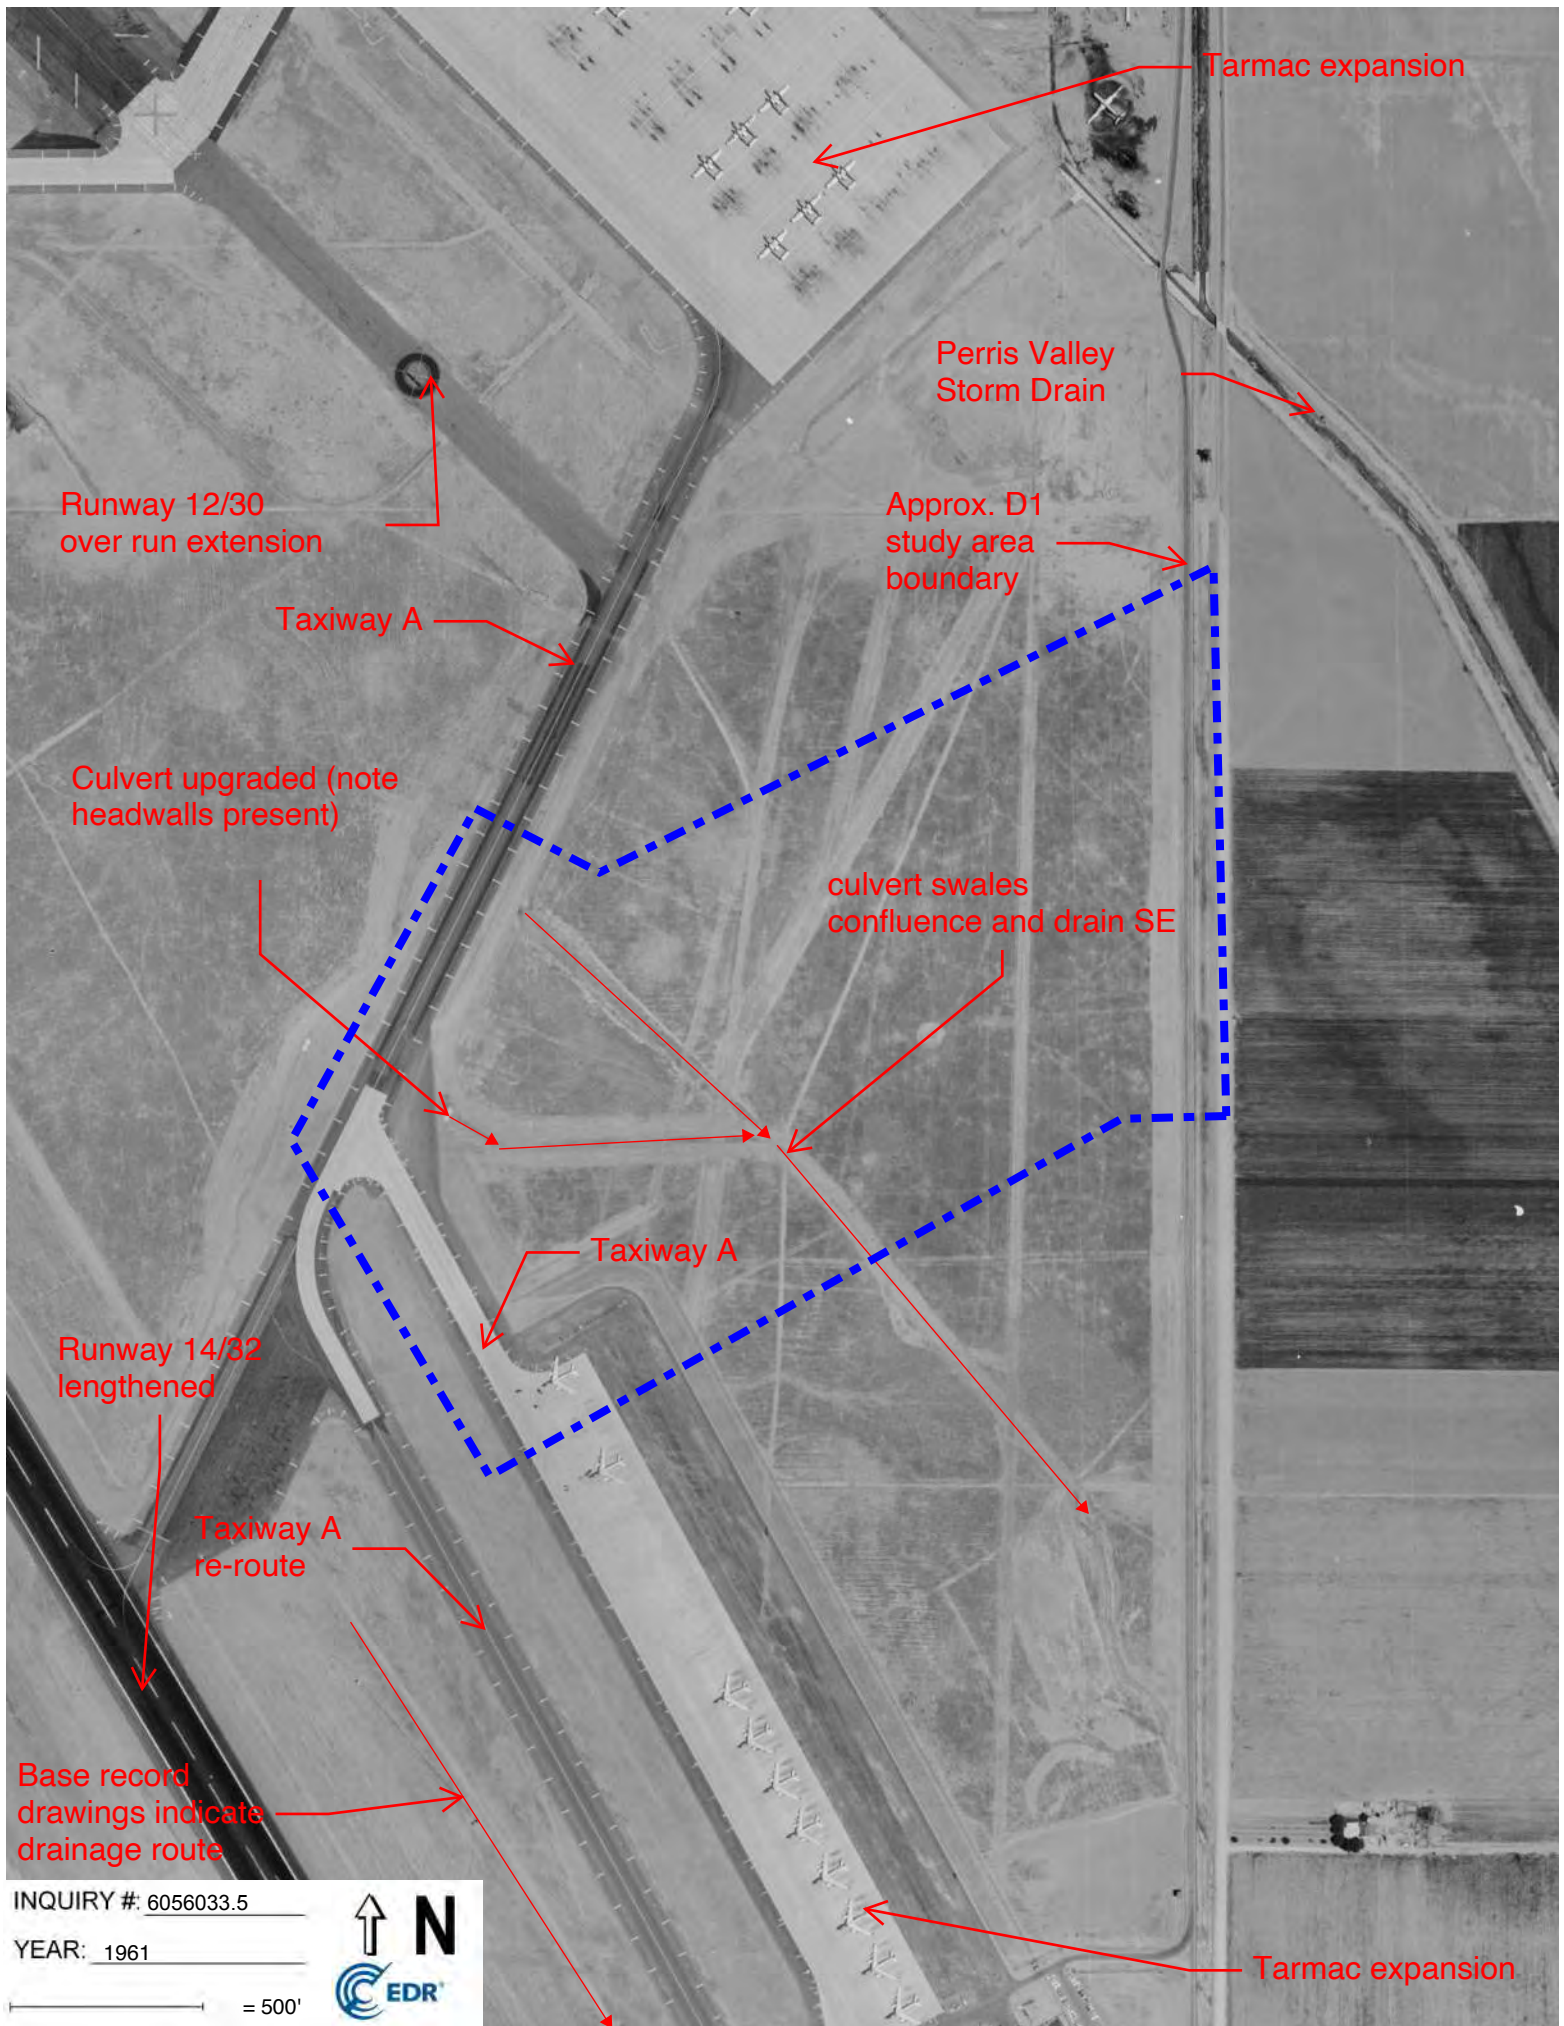 Tarmac expansion
Perris Valley
Storm Drain
Runway 12/30
over run extension
Approx. D1
study area
boundary
Taxiway A
Culvert upgraded (note
headwalls present)
culvert swales
confluence and drain SE
Taxiway A
Runway 14/32
lengthened
Taxiway A
re-route
Base record
drawings indicate
drainage route
Tarmac expansion
INQUIRY #: 6056033.5
YEAR: 1961
= 500'
N
EDR®